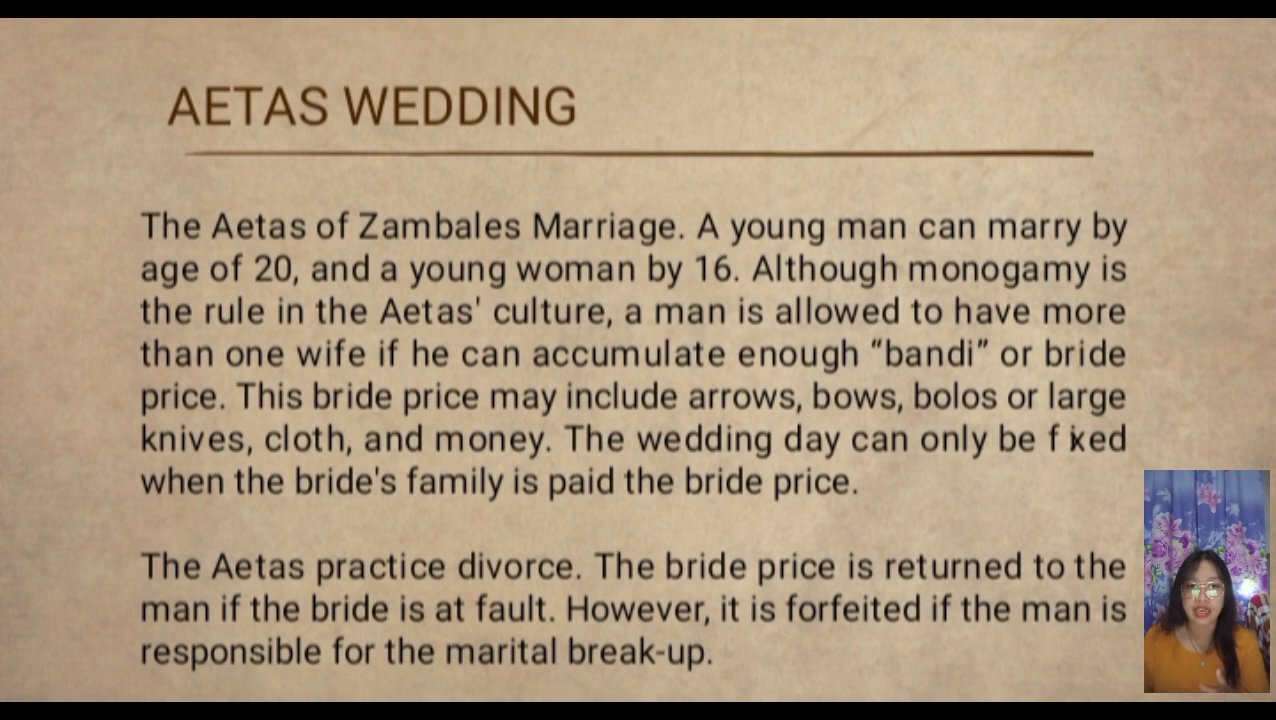 AETAS WEDDING
The Aetas of Zambales Marriage. A young man can marry by
age of 20, and a young woman by 16. Although monogamy is
the rule in the Aetas' culture, a man is allowed to have more
than one wife if he can accumulate enough “bandi” or bride
price. This bride price may include arrows, bows, bolos or large
knives, cloth, and money. The wedding day can only be fixed
when the bride's family is paid the bride price.
The Aetas practice divorce. The bride price is returned to the
man if the bride is at fault. However, it is forfeited if the man is
responsible for the marital break-up.